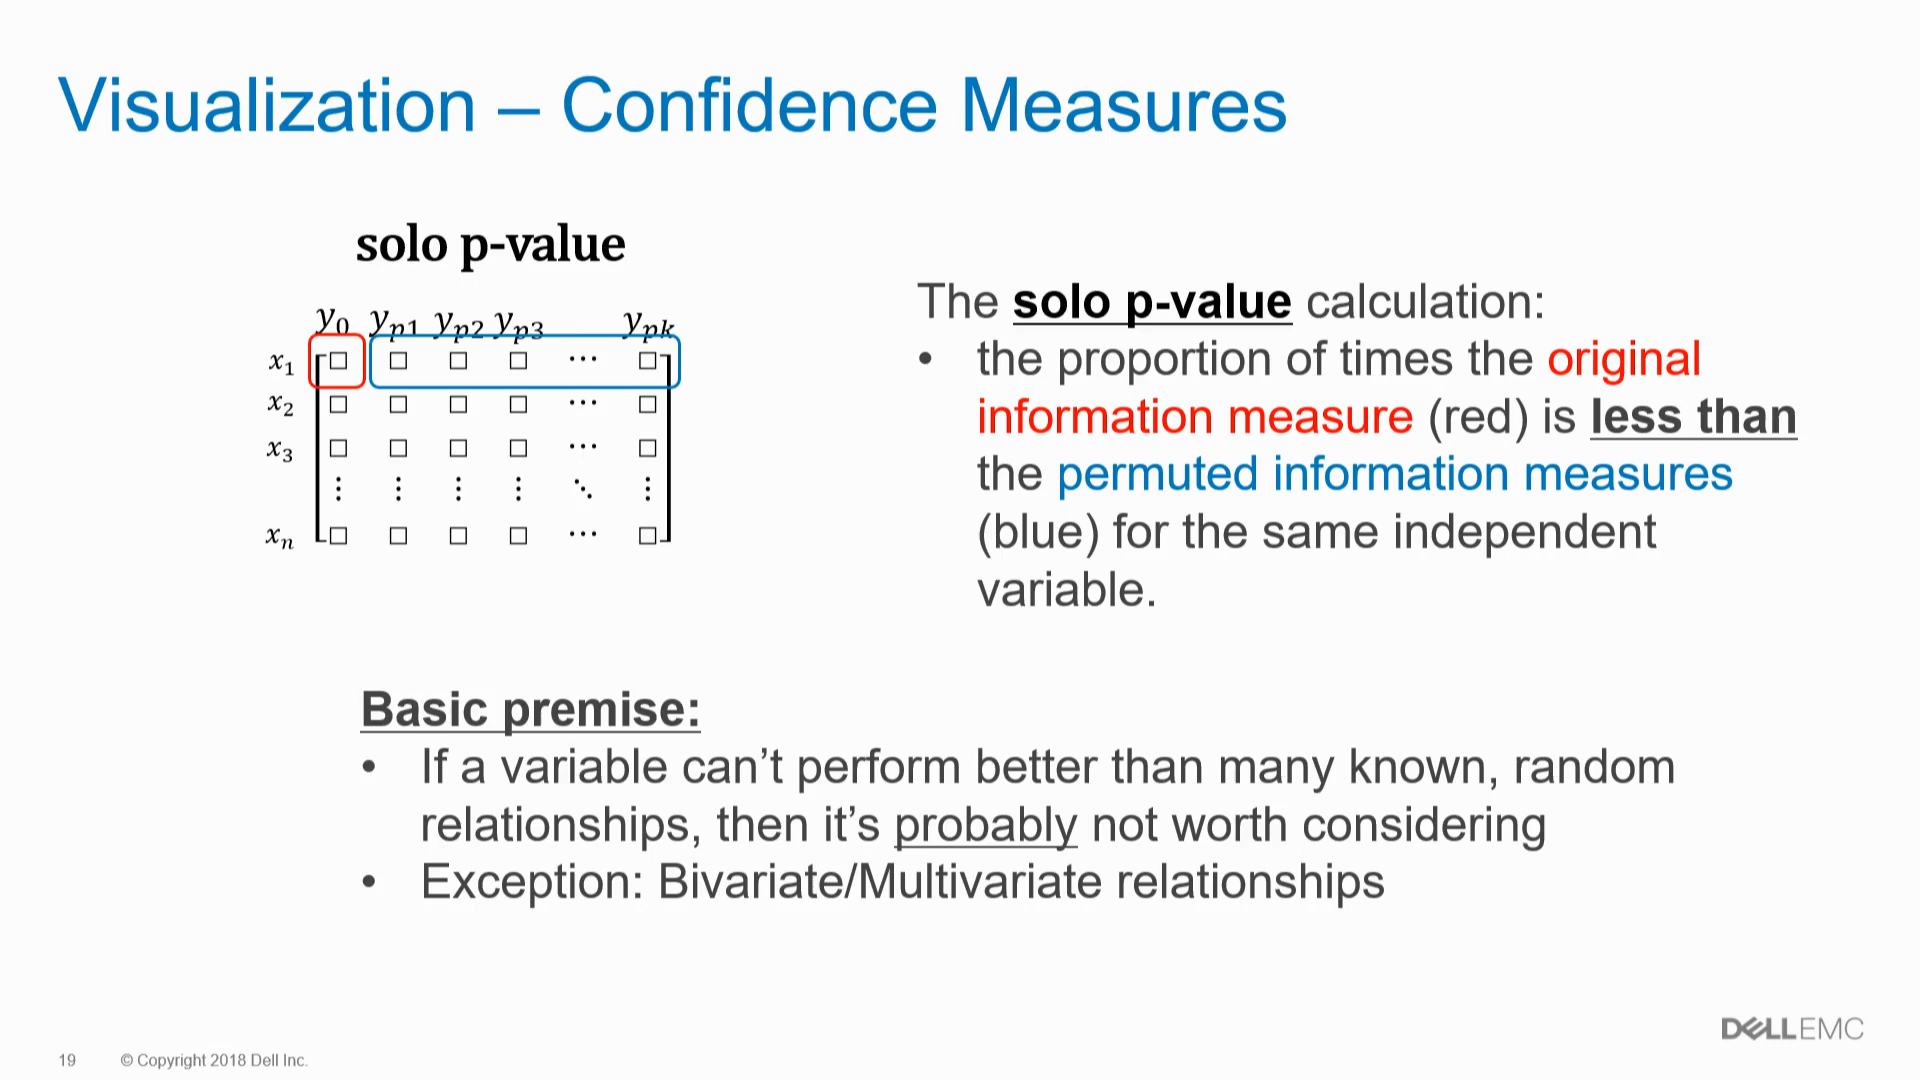 Visualization – Confidence Measures
solo p-value
y₀ yₚ₁ yₚ₂ yₚ₃ yₚₖ
x₁ □ □ □ □ ⋯ □
x₂ □ □ □ □ ⋯ □
x₃ □ □ □ □ ⋯ □
⋮ ⋮ ⋮ ⋮ ⋱ ⋮
xₙ □ □ □ □ ⋯ □
The solo p-value calculation:
• the proportion of times the original
information measure (red) is less than
the permuted information measures
(blue) for the same independent
variable.
Basic premise:
• If a variable can’t perform better than many known, random
relationships, then it’s probably not worth considering
• Exception: Bivariate/Multivariate relationships
DELLEMC
19 © Copyright 2018 Dell Inc.